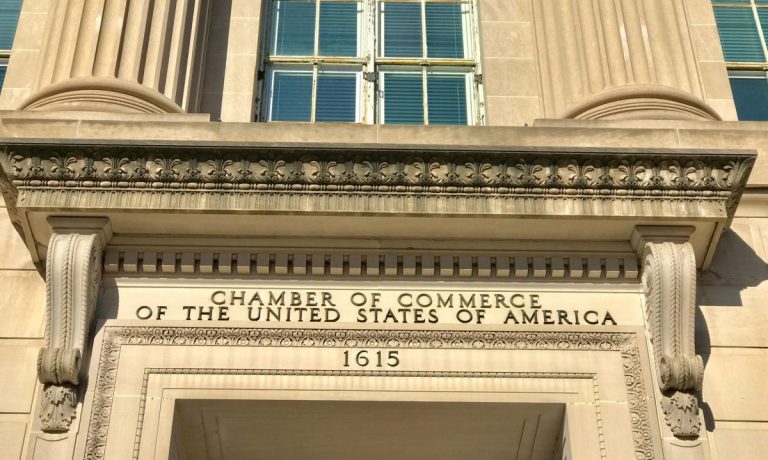 CHAMBER OF COMMERCE
OF THE UNITED STATES OF AMERICA
1615